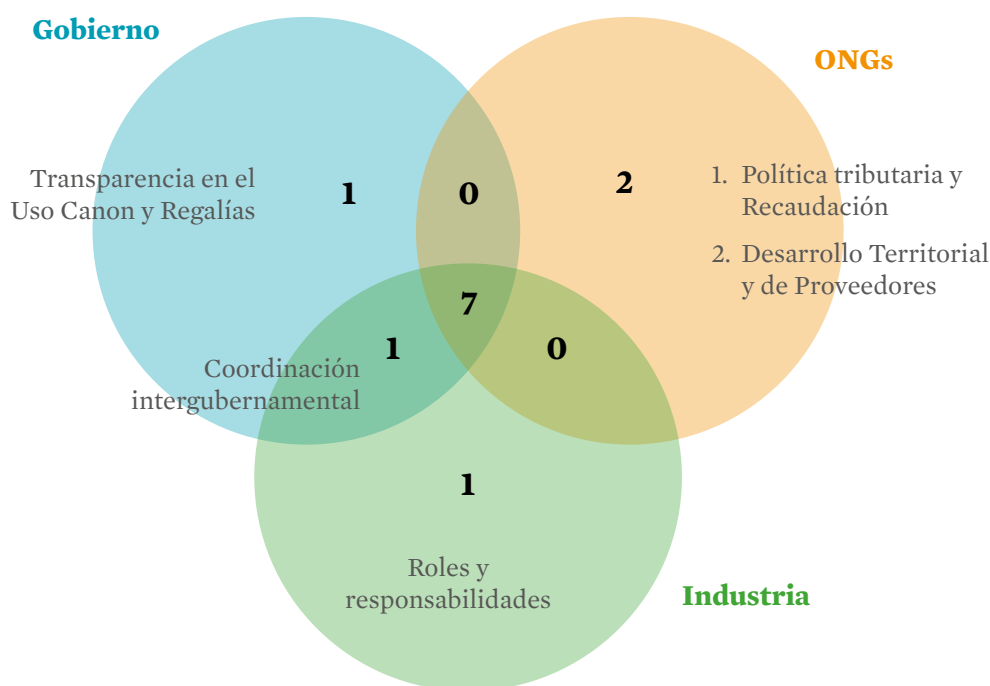 Gobierno
ONGs
Transparencia en el
Uso Canon y Regalías
1
0
2
1. Política tributaria y
Recaudación
2. Desarrollo Territorial
y de Proveedores
7
1
0
Coordinación
intergubernamental
1
Roles y
responsabilidades
Industria